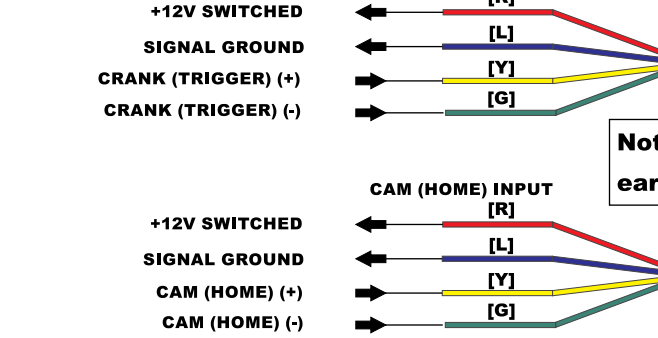 [R]
+12V SWITCHED
[L]
SIGNAL GROUND
[Y]
CRANK (TRIGGER) (+)
[G]
CRANK (TRIGGER) (-)
CAM (HOME) INPUT
[R]
+12V SWITCHED
[L]
SIGNAL GROUND
[Y]
CAM (HOME) (+)
[G]
CAM (HOME) (-)